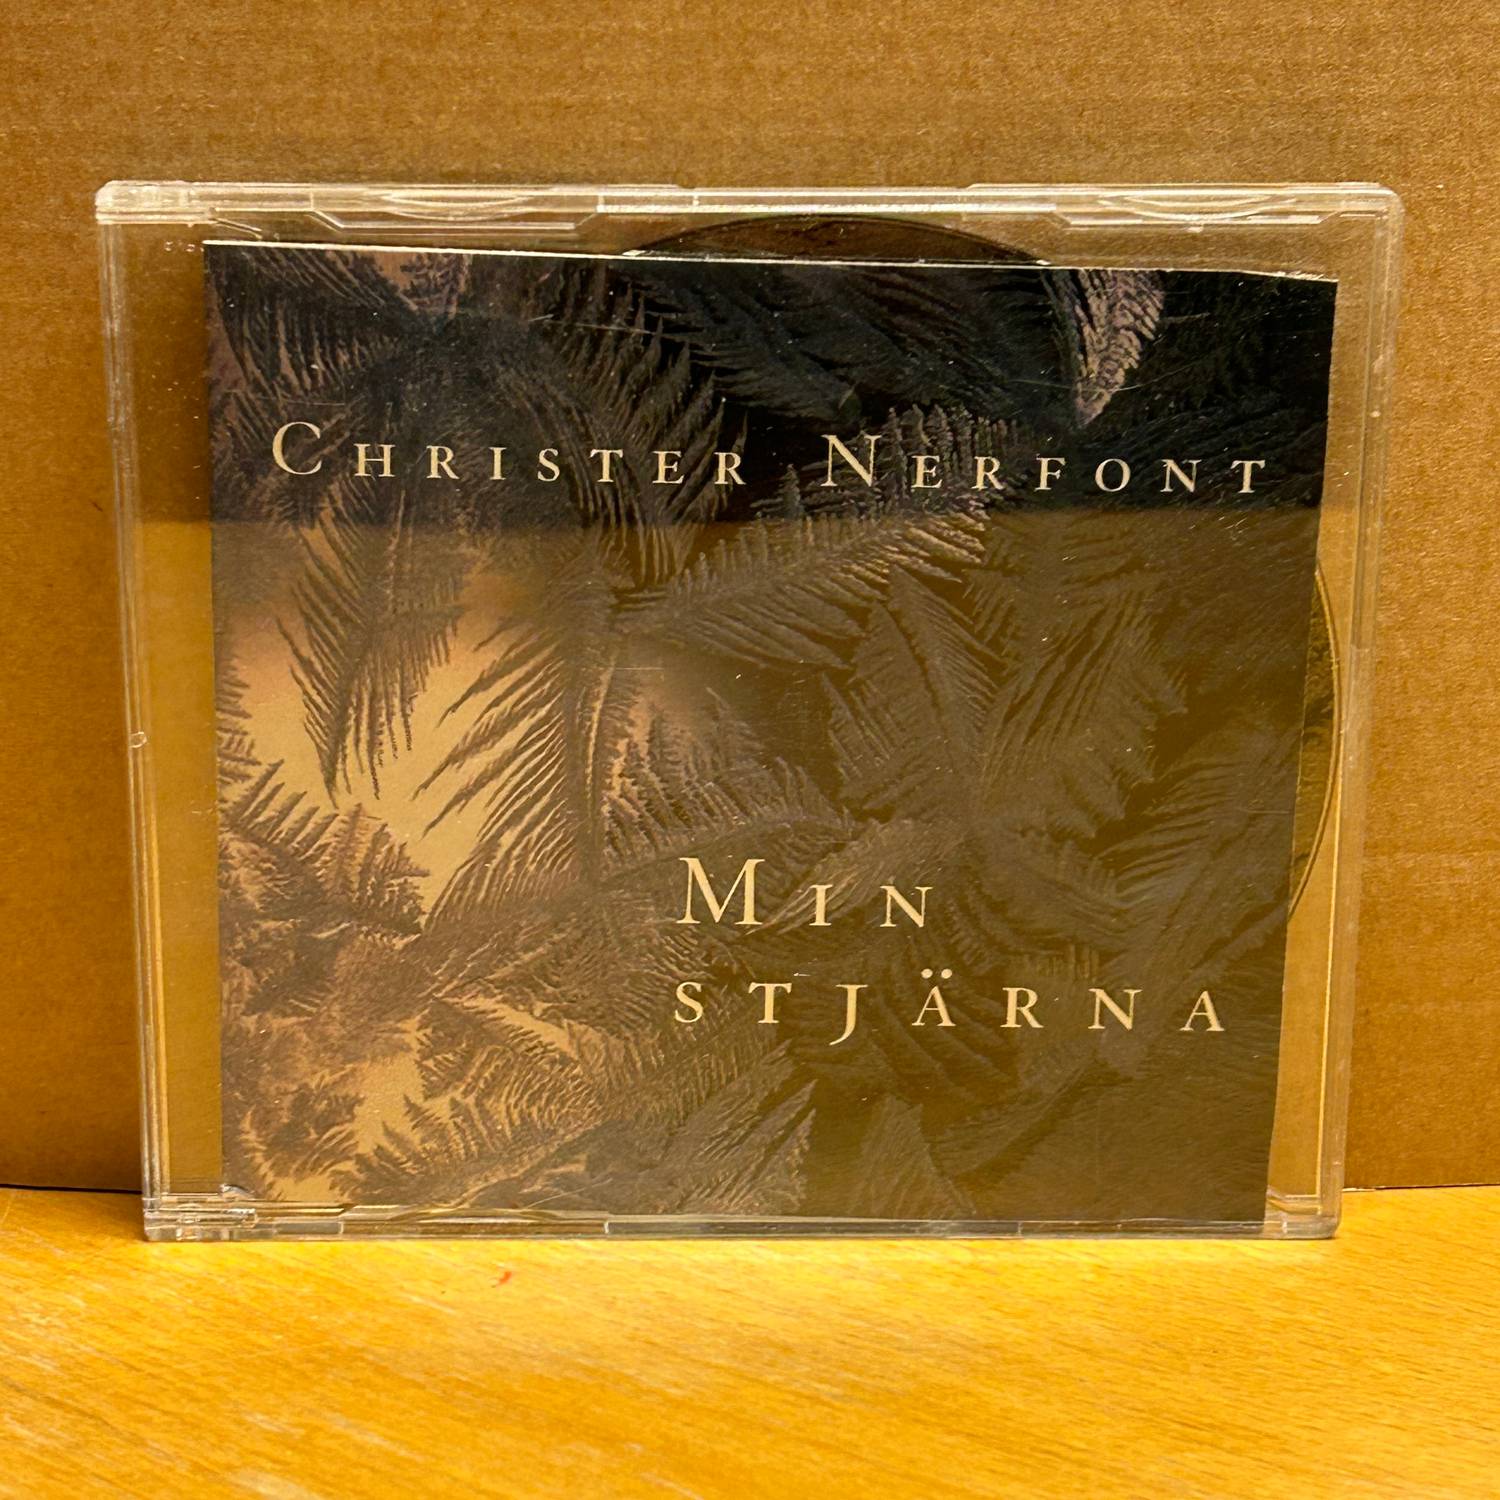 Christer Nerfont
Min
stjärna